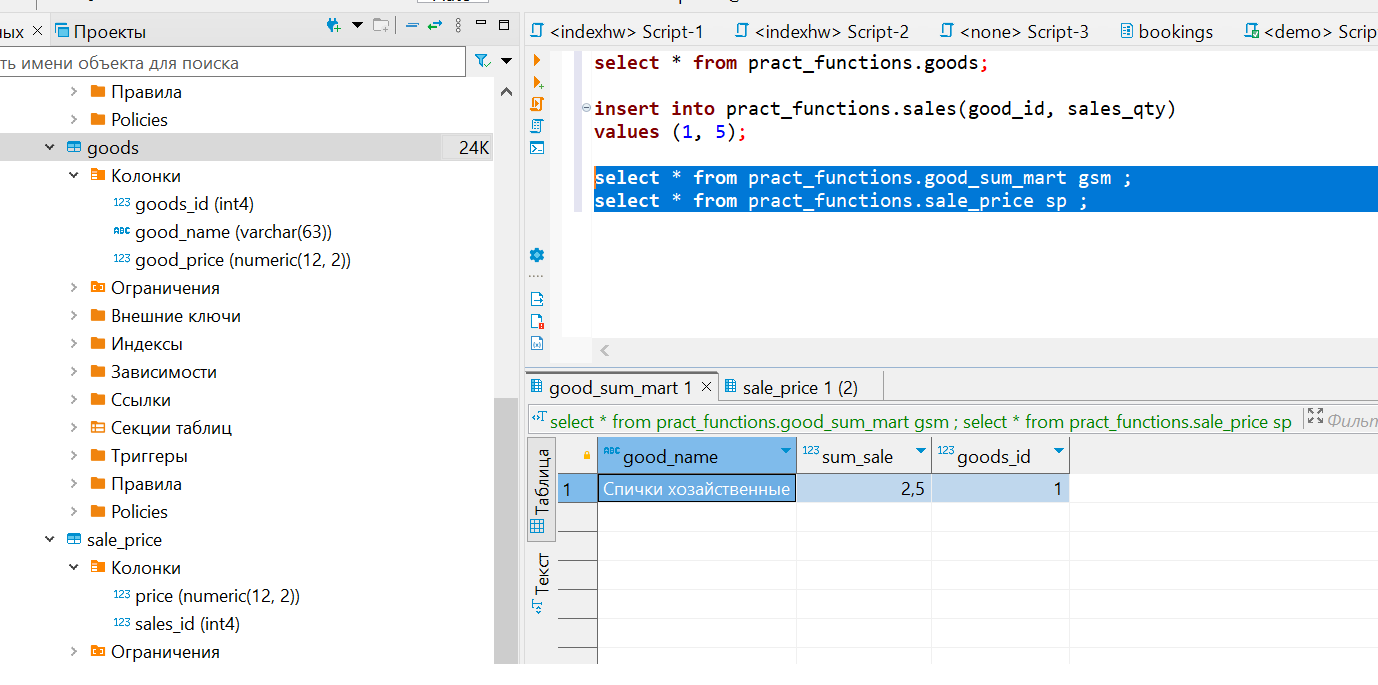 ных
Проекты
ть имени объекта для поиска
Правила
Policies
goods 24K
Колонки
123 goods_id (int4)
ABC good_name (varchar(63))
123 good_price (numeric(12, 2))
Ограничения
Внешние ключи
Индексы
Зависимости
Ссылки
Секции таблиц
Триггеры
Правила
Policies
sale_price
Колонки
123 price (numeric(12, 2))
123 sales_id (int4)
Ограничения
<indexhw> Script-1
<indexhw> Script-2
<none> Script-3
bookings
<demo> Scrip
select * from pract_functions.goods;
insert into pract_functions.sales(good_id, sales_qty)
values (1, 5);
select * from pract_functions.good_sum_mart gsm ;
select * from pract_functions.sale_price sp ;
good_sum_mart 1
sale_price 1 (2)
select * from pract_functions.good_sum_mart gsm ; select * from pract_functions.sale_price sp
Фильт
Таблица
Текст
ABC good_name 123 sum_sale 123 goods_id
1 Спички хозайственные 2,5 1